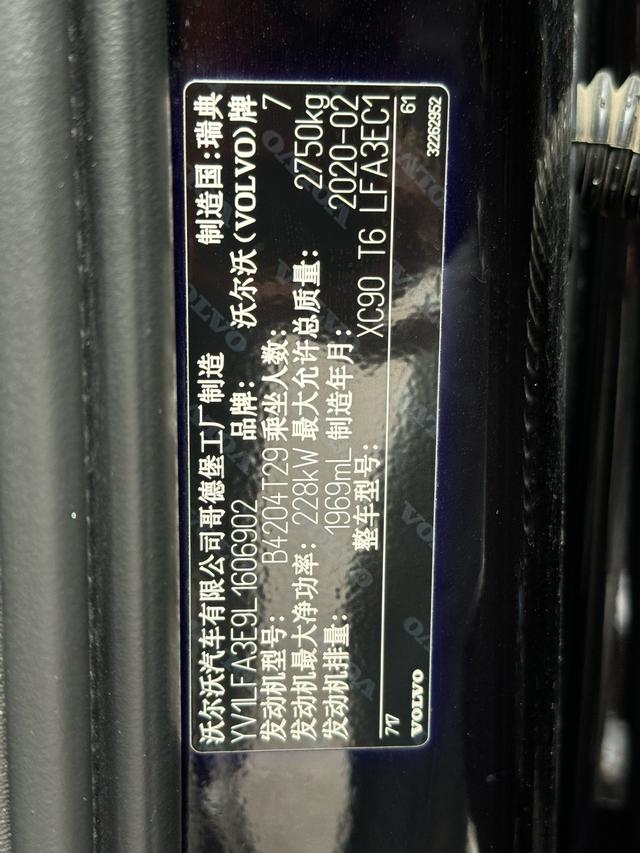 沃尔沃汽车有限公司哥德堡工厂制造 制造国:瑞典
YV1LFA3E9L1606902 品牌: 沃尔沃(VOLVO)牌
发动机型号: B4204T29 乘坐人数: 7
发动机最大净功率: 228kW 最大允许总质量: 2750kg
发动机排量: 1969mL 制造年月: 2020-02
整车型号: XC90 T6 LFA3EC1
717 61
VOLVO 32262952